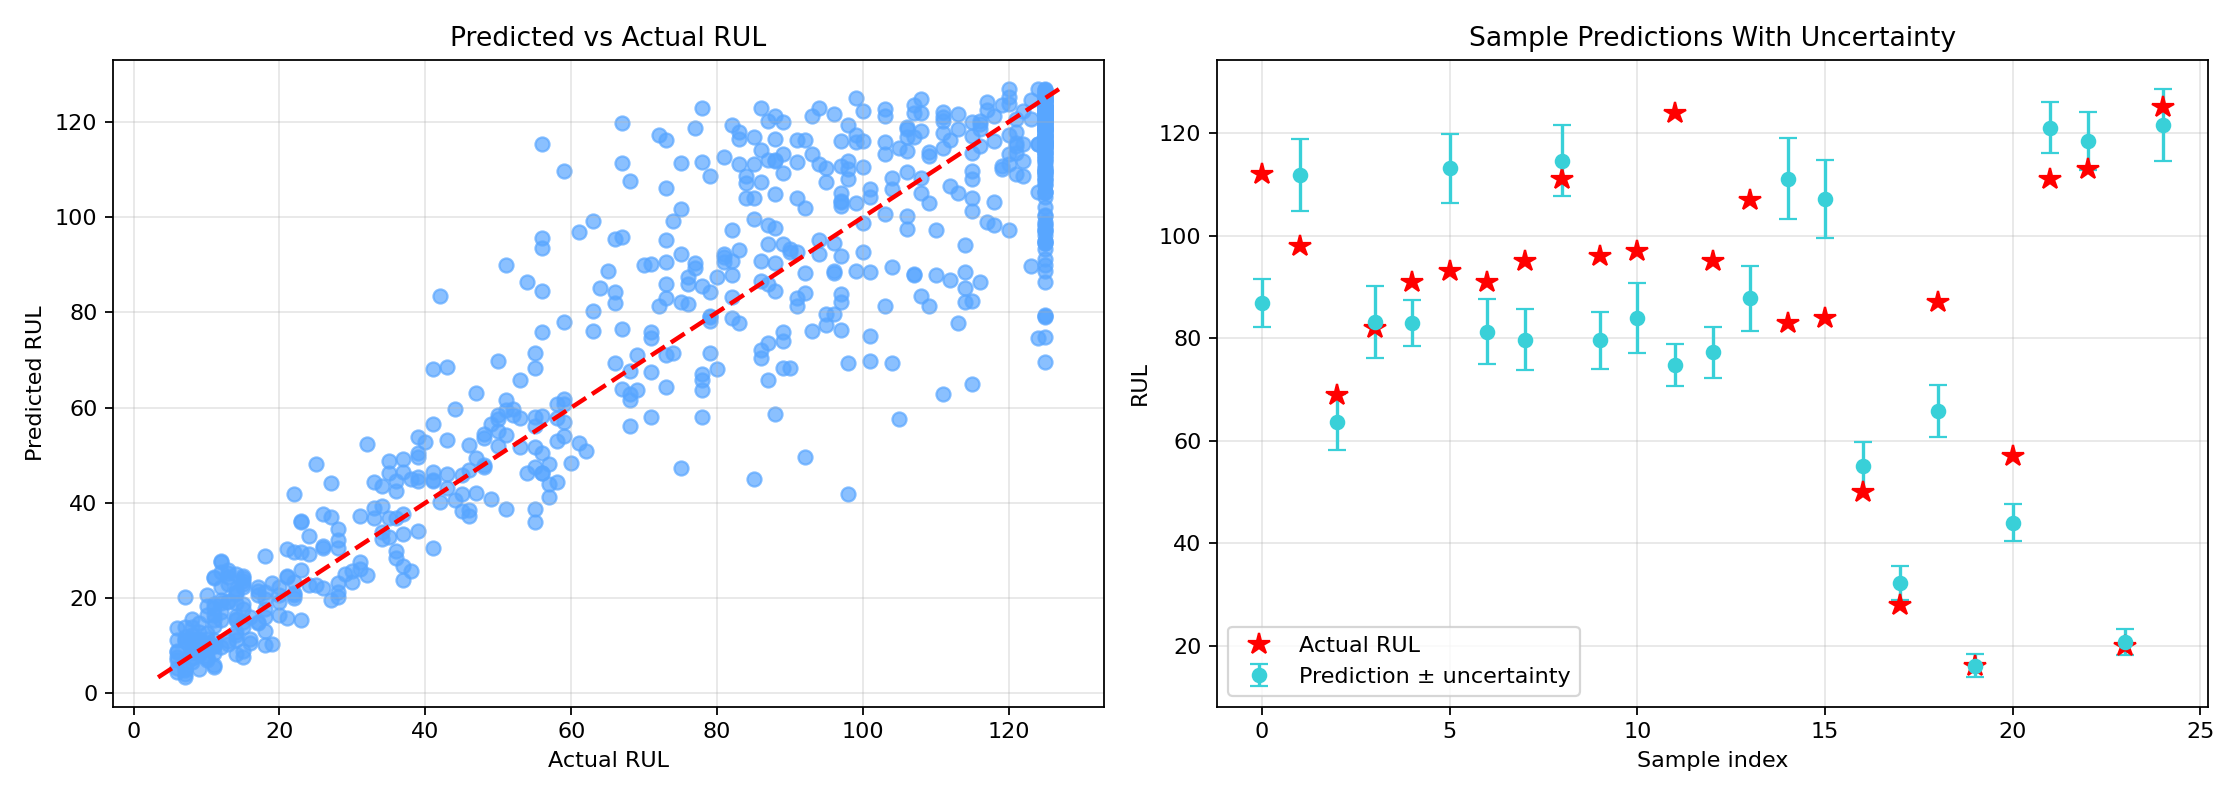 Predicted vs Actual RUL
Predicted RUL
120
100
80
60
40
20
0
0 20 40 60 80 100 120
Actual RUL
Sample Predictions With Uncertainty
RUL
120
100
80
60
40
20
Actual RUL
Prediction ± uncertainty
0 5 10 15 20 25
Sample index